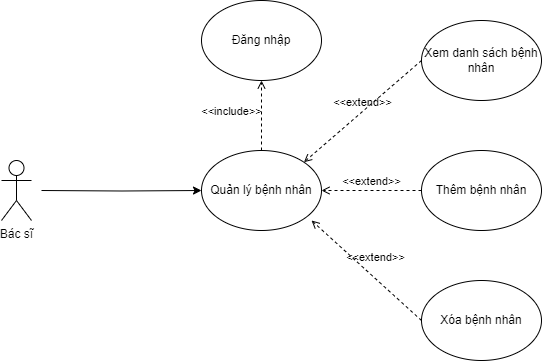 Đăng nhập
Xem danh sách bệnh
nhân
<<extend>>
<<include>>
Quản lý bệnh nhân
<<extend>>
Thêm bệnh nhân
Bác sĩ
<<extend>>
Xóa bệnh nhân